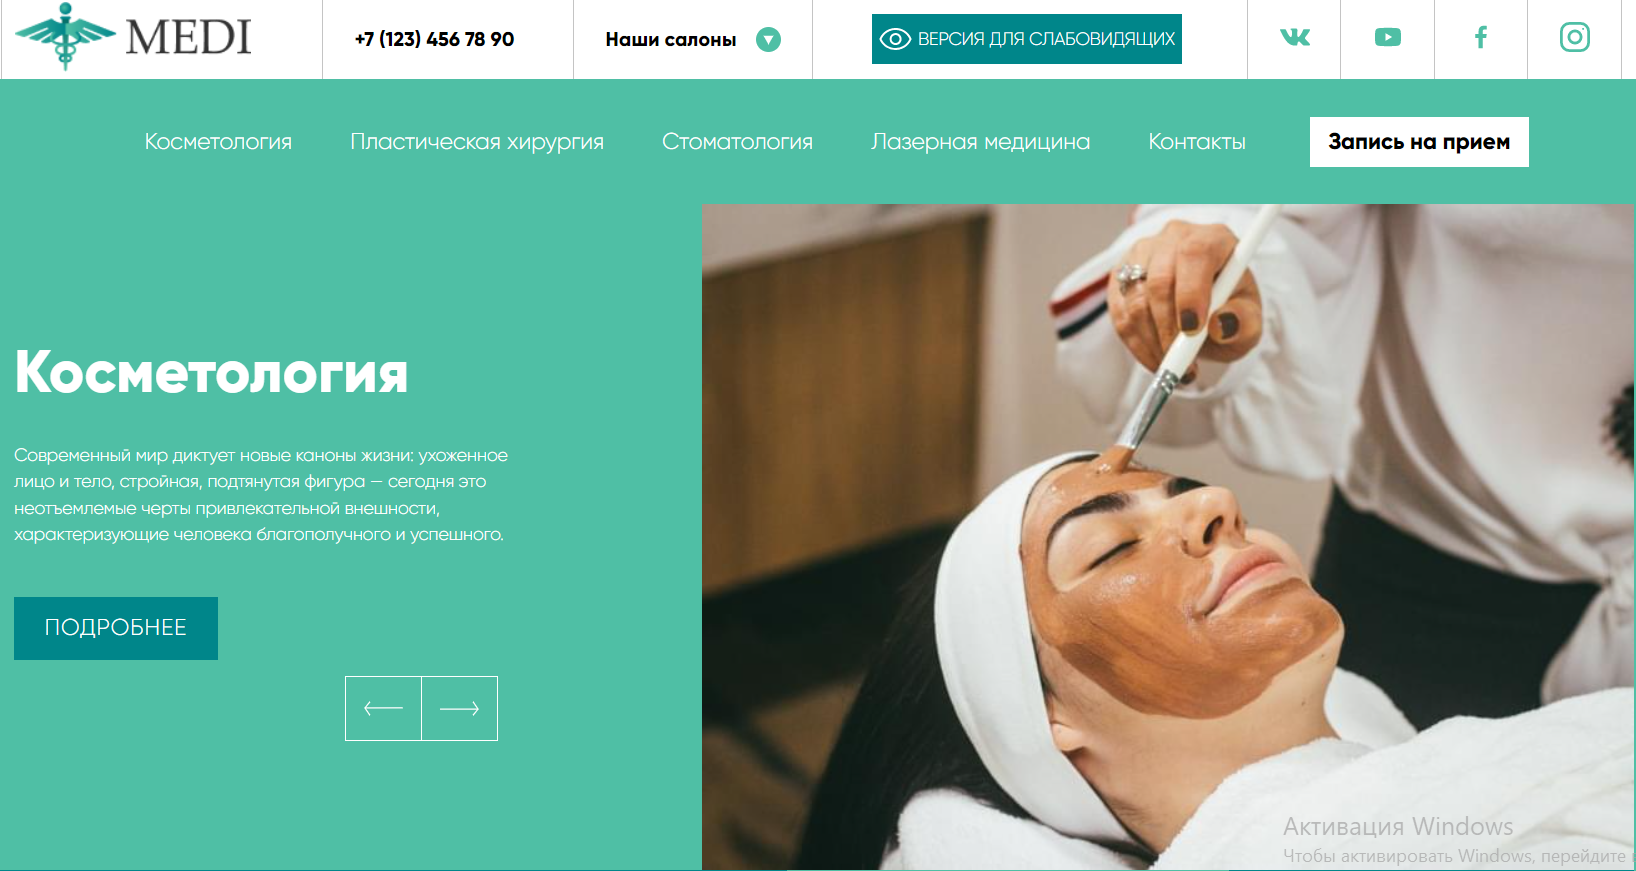 MEDI
+7 (123) 456 78 90
Наши салоны
ВЕРСИЯ ДЛЯ СЛАБОВИДЯЩИХ
Косметология
Пластическая хирургия
Стоматология
Лазерная медицина
Контакты
Запись на прием
Косметология
Современный мир диктует новые каноны жизни: ухоженное
лицо и тело, стройная, подтянутая фигура — сегодня это
неотъемлемые черты привлекательной внешности,
характеризующие человека благополучного и успешного.
ПОДРОБНЕЕ
Активация Windows
Чтобы активировать Windows, перейдите